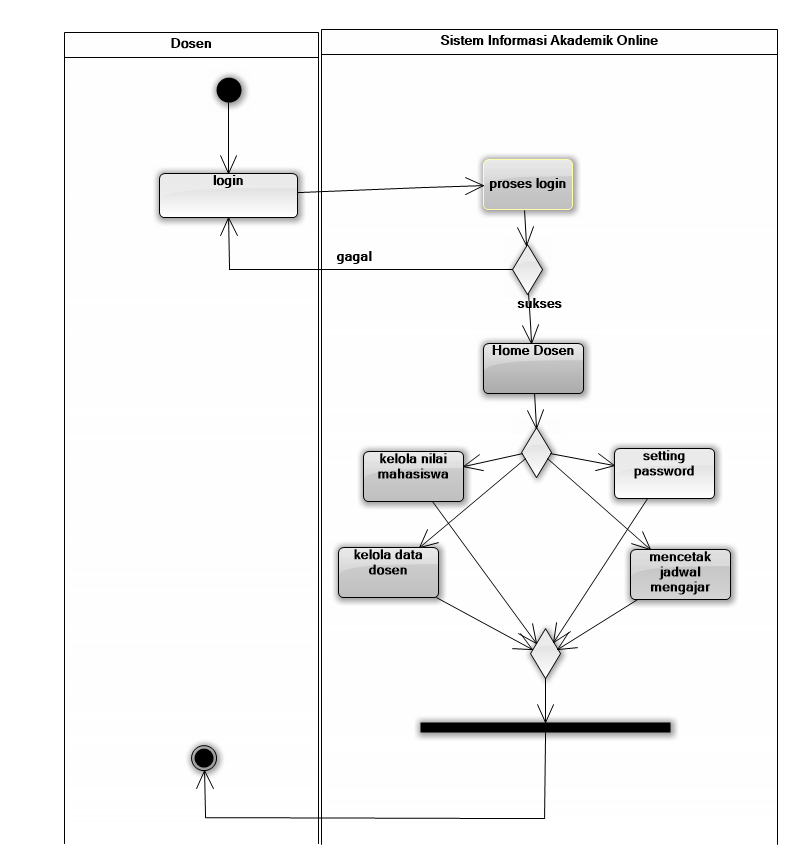 Dosen
Sistem Informasi Akademik Online
login
proses login
gagal
sukses
Home Dosen
kelola nilai
mahasiswa
setting
password
kelola data
dosen
mencetak
jadwal
mengajar